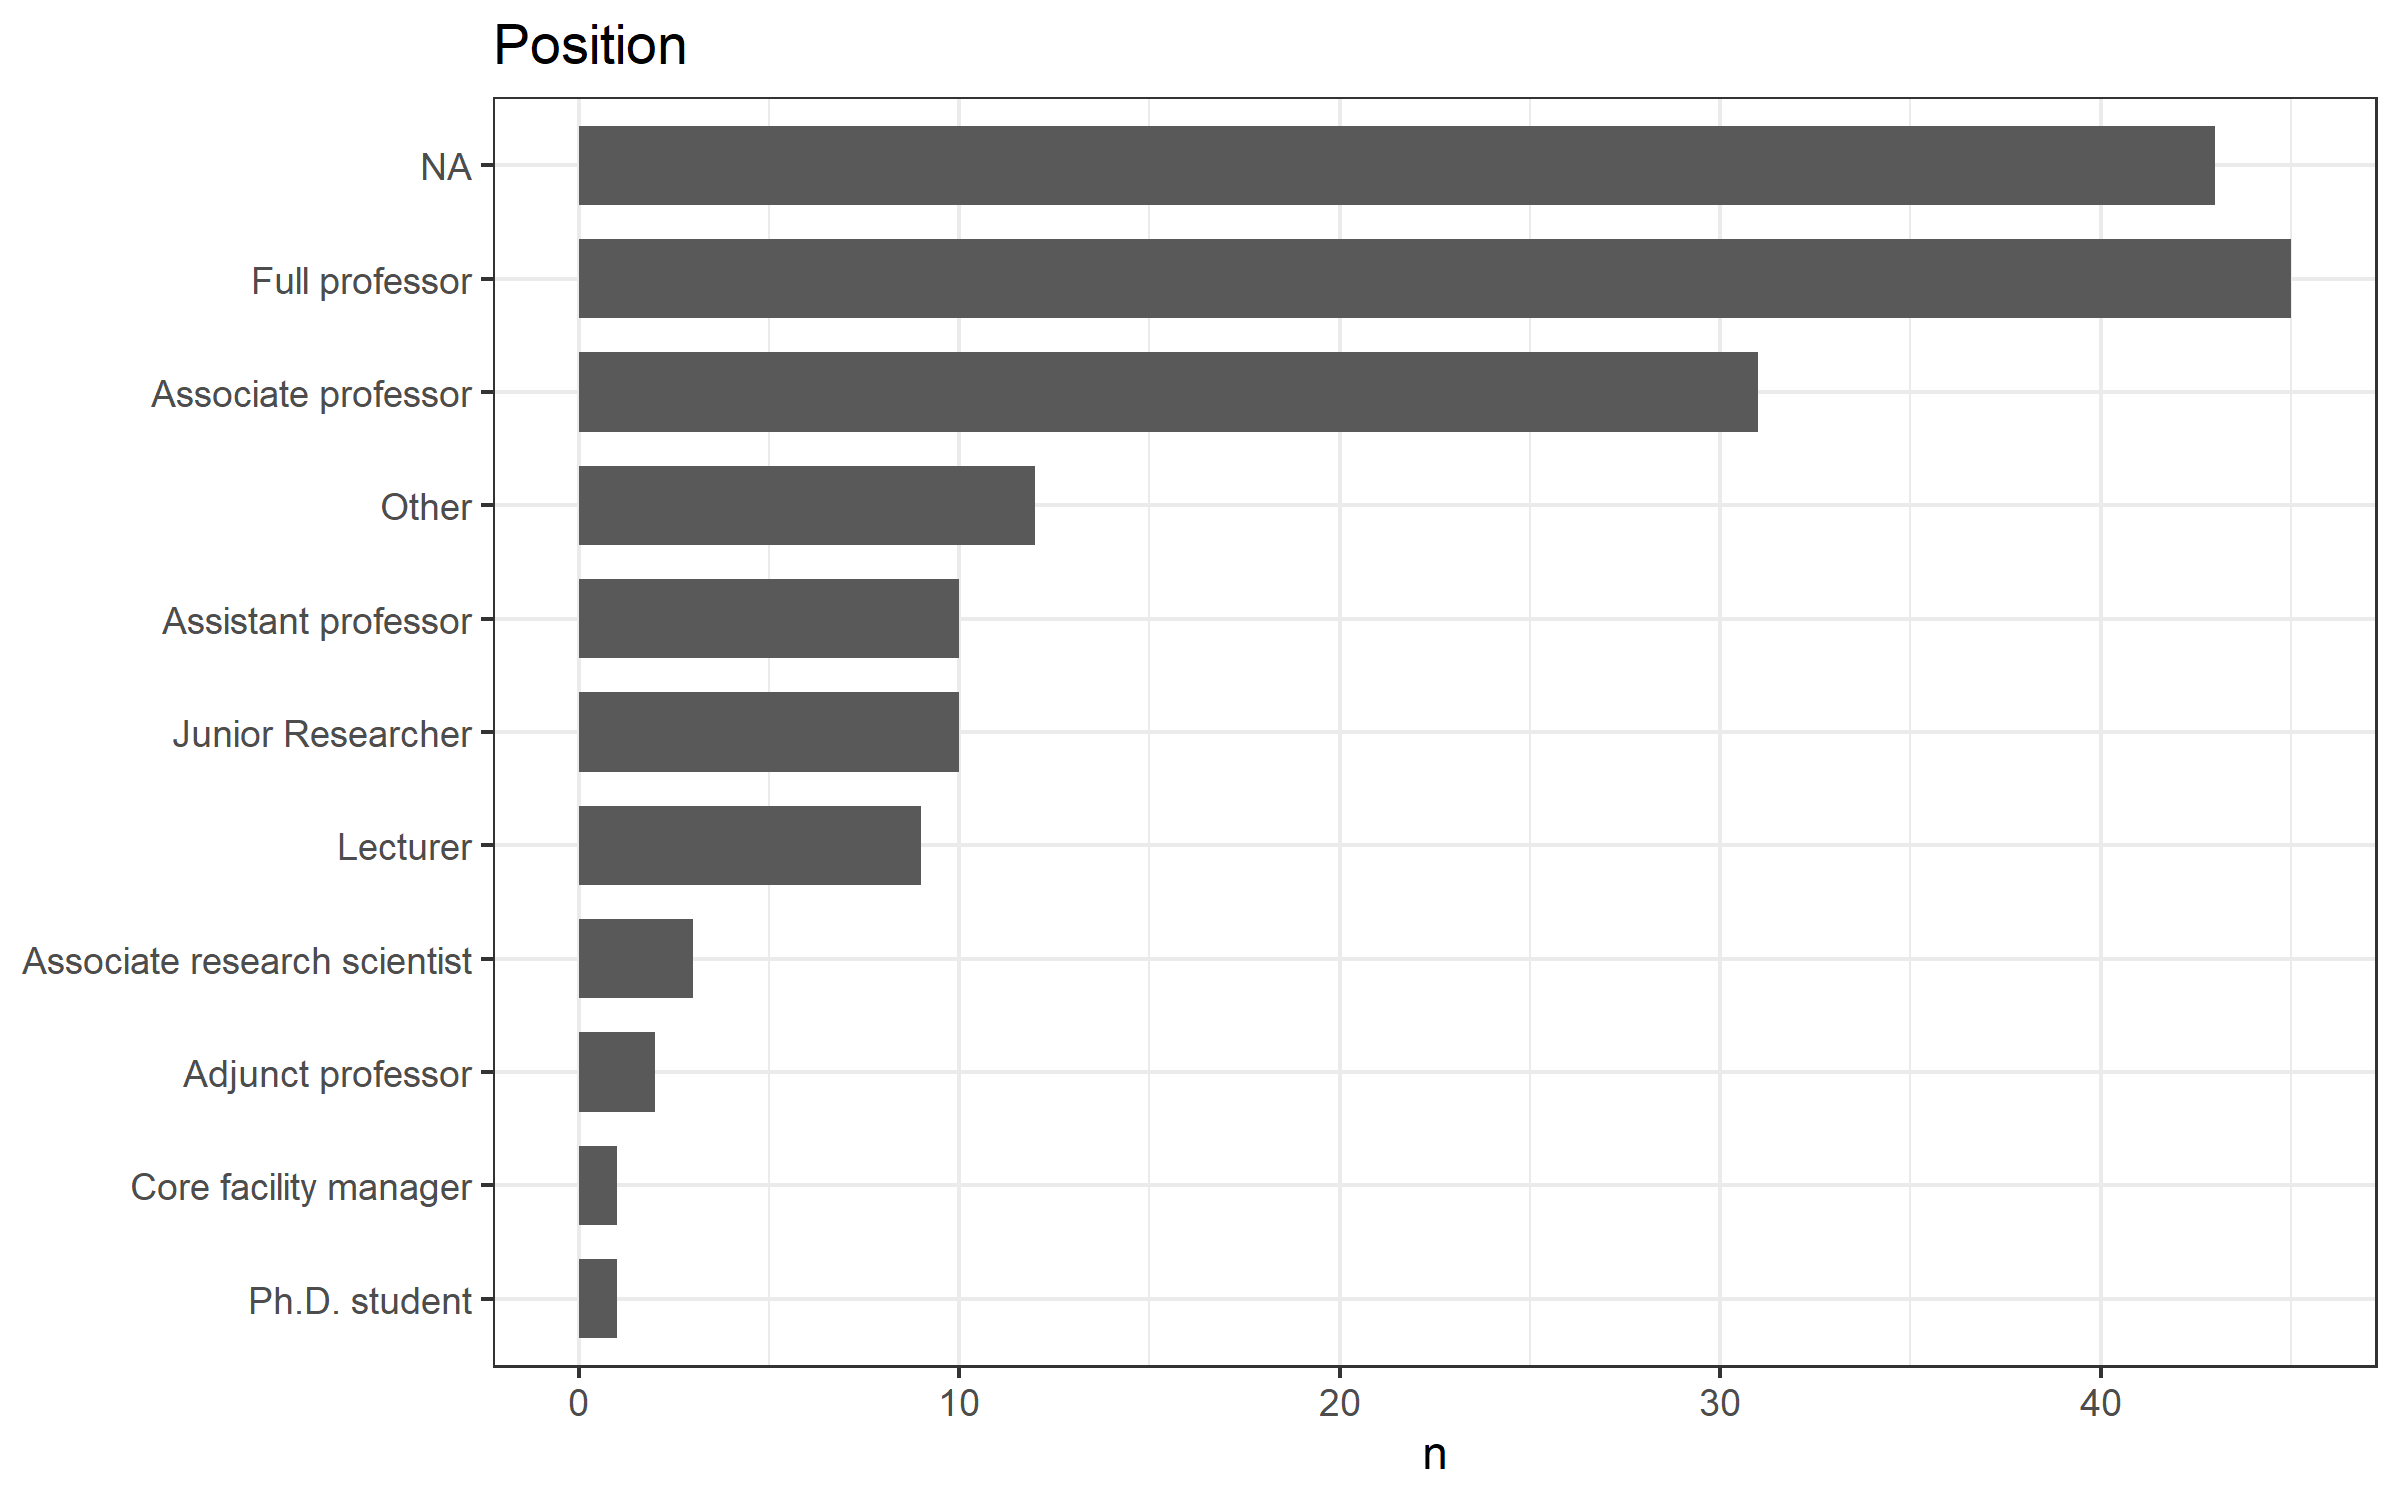 Position
NA
Full professor
Associate professor
Other
Assistant professor
Junior Researcher
Lecturer
Associate research scientist
Adjunct professor
Core facility manager
Ph.D. student
0 10 20 30 40
n